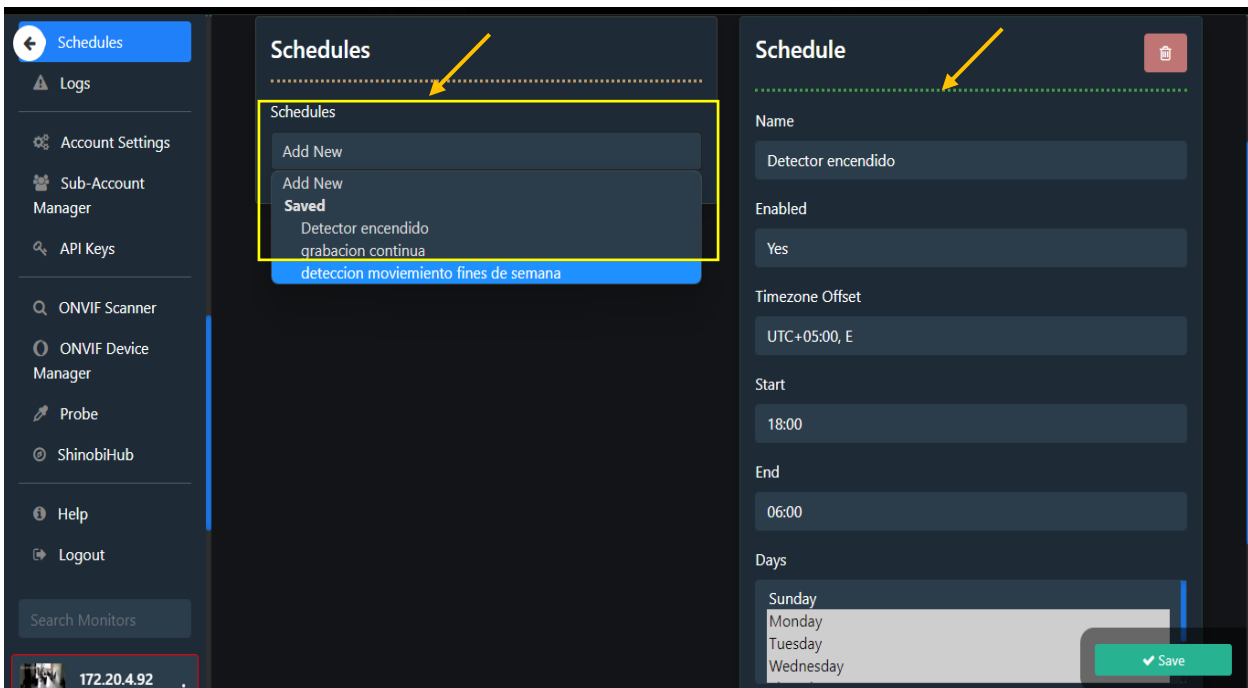 Schedules
Logs
Account Settings
Sub-Account
Manager
API Keys
ONVIF Scanner
ONVIF Device
Manager
Probe
ShinobiHub
Help
Logout
Search Monitors
172.20.4.92
Schedules
Schedules
Add New
Add New
Saved
Detector encendido
grabacion continua
deteccion moviemiento fines de semana
Schedule
Name
Detector encendido
Enabled
Yes
Timezone Offset
UTC+05:00, E
Start
18:00
End
06:00
Days
Sunday
Monday
Tuesday
Wednesday
Save